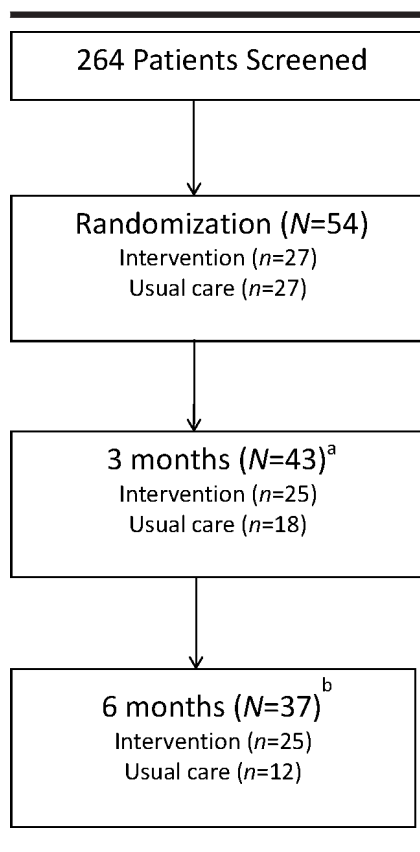 264 Patients Screened
Randomization (N=54)
Intervention (n=27)
Usual care (n=27)
3 months (N=43)a
Intervention (n=25)
Usual care (n=18)
6 months (N=37)b
Intervention (n=25)
Usual care (n=12)